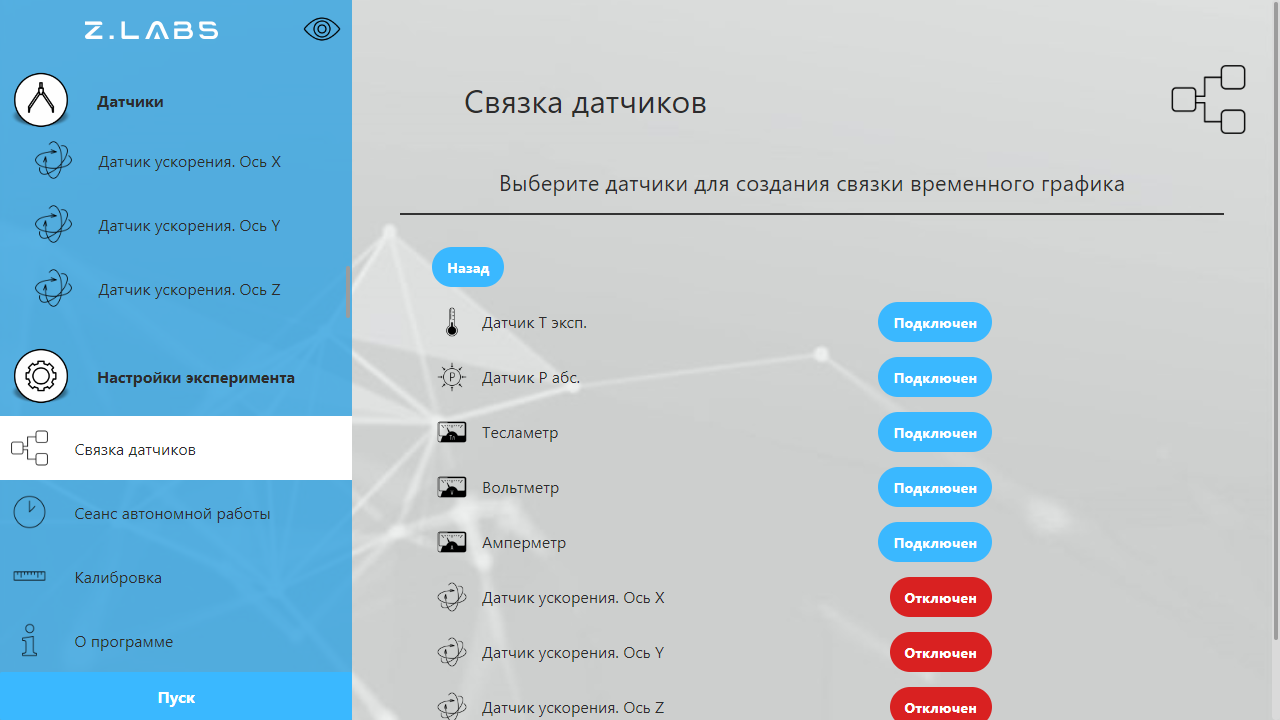 Z.LABS
Датчики
Датчик ускорения. Ось X
Датчик ускорения. Ось Y
Датчик ускорения. Ось Z
Настройки эксперимента
Связка датчиков
Сеанс автономной работы
Калибровка
О программе
Пуск
Связка датчиков
Выберите датчики для создания связки временного графика
Назад
Датчик T эксп. Подключен
P Датчик P абс. Подключен
Тл Тесламетр Подключен
Вольтметр Подключен
Амперметр Подключен
Датчик ускорения. Ось X Отключен
Датчик ускорения. Ось Y Отключен
Датчик ускорения. Ось Z Отключен